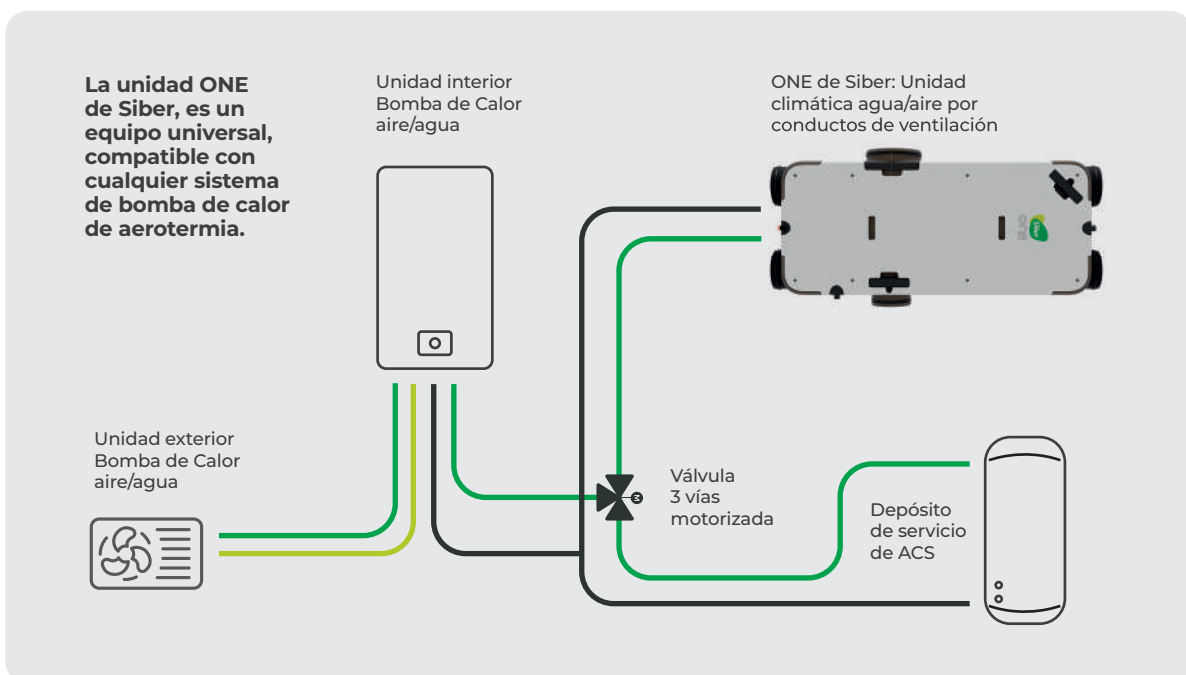 La unidad ONE
de Siber, es un
equipo universal,
compatible con
cualquier sistema
de bomba de calor
de aerotermia.
Unidad interior
Bomba de Calor
aire/agua
ONE de Siber: Unidad
climática agua/aire por
conductos de ventilación
Siber
ONE
Unidad exterior
Bomba de Calor
aire/agua
Válvula
3 vías
motorizada
M
Depósito
de servicio
de ACS